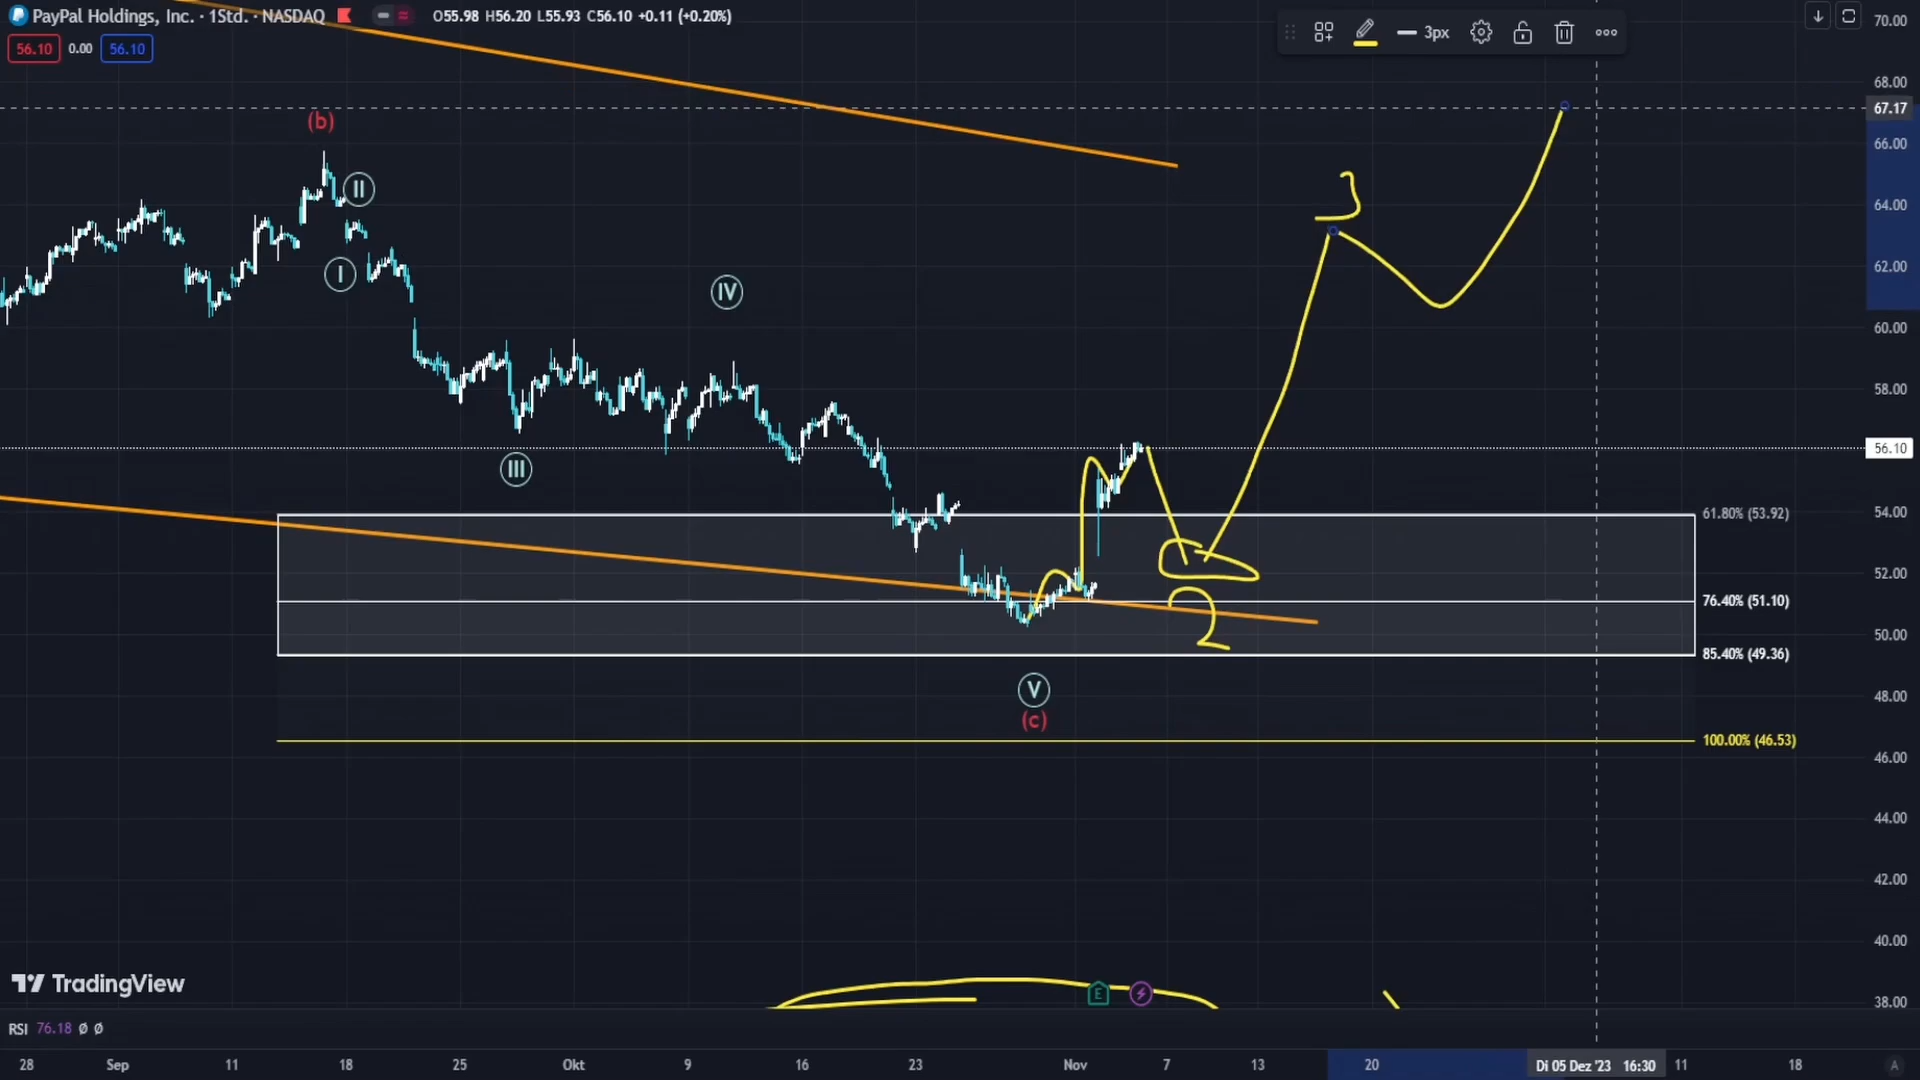 PayPal Holdings, Inc. · 1Std. · NASDAQ O55.98 H56.20 L55.93 C56.10 +0.11 (+0.20%)
56.10 0.00 56.10
3px
70.00
68.00
67.17
66.00
64.00
62.00
60.00
58.00
56.10
54.00
52.00
50.00
48.00
46.00
44.00
42.00
40.00
38.00
(b)
II
I
IV
III
V
(c)
3
2
61.80% (53.92)
76.40% (51.10)
85.40% (49.36)
100.00% (46.53)
E
TradingView
RSI 76.18 Ø Ø
28 Sep 11 18 25 Okt 9 16 23 Nov 7 13 20 Di 05 Dez '23 16:30 11 18 A